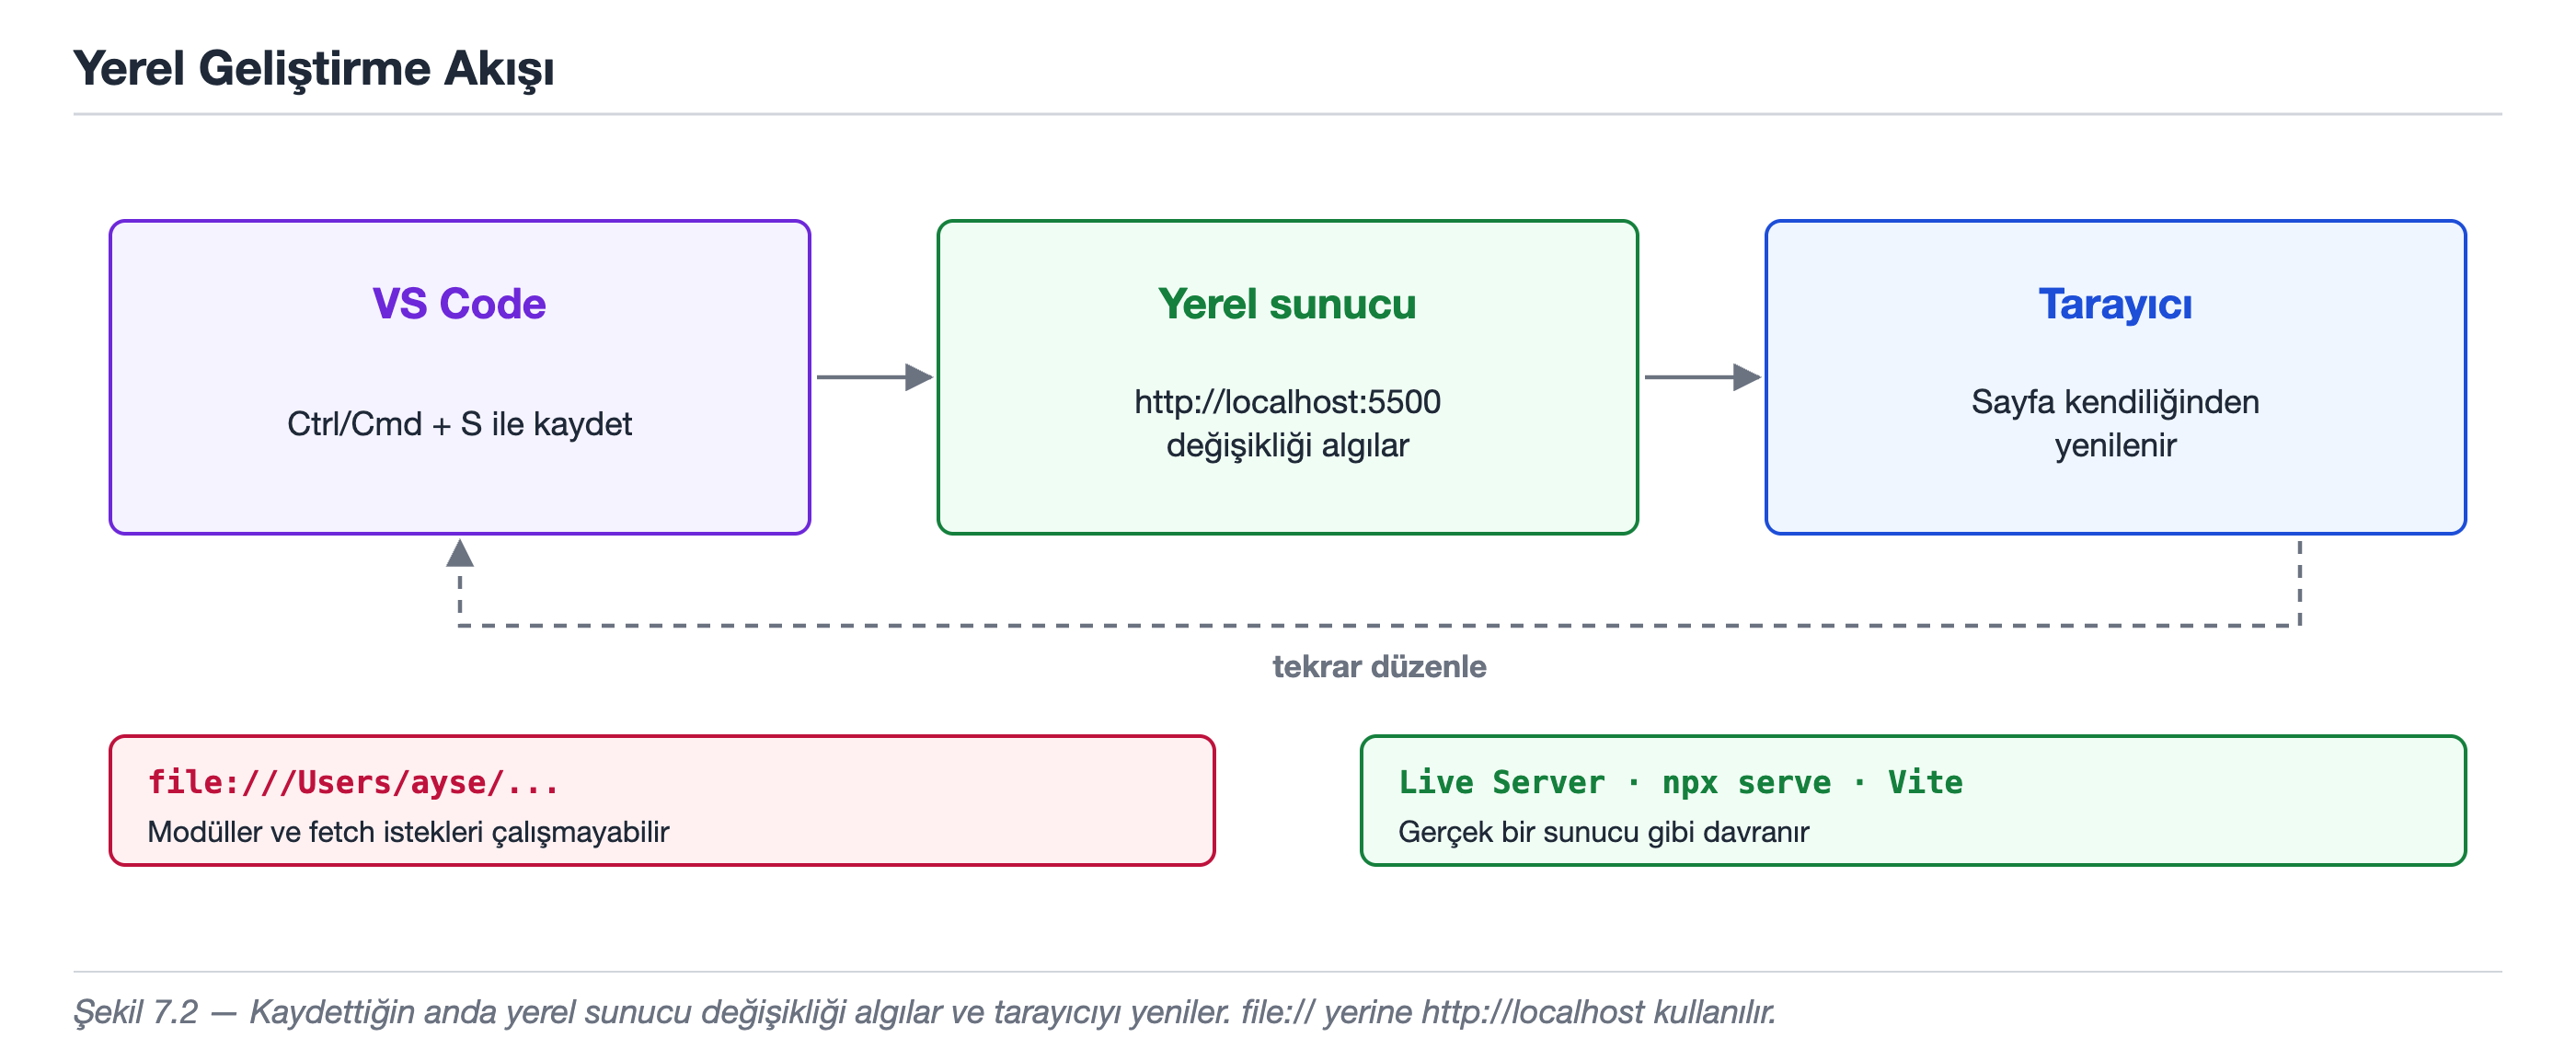 Yerel Geliştirme Akışı
VS Code
Ctrl/Cmd + S ile kaydet
Yerel sunucu
http://localhost:5500
değişikliği algılar
Tarayıcı
Sayfa kendiliğinden
yenilenir
tekrar düzenle
file:///Users/ayse/...
Modüller ve fetch istekleri çalışmayabilir
Live Server · npx serve · Vite
Gerçek bir sunucu gibi davranır
Şekil 7.2 — Kaydettiğin anda yerel sunucu değişikliği algılar ve tarayıcıyı yeniler. file:// yerine http://localhost kullanılır.